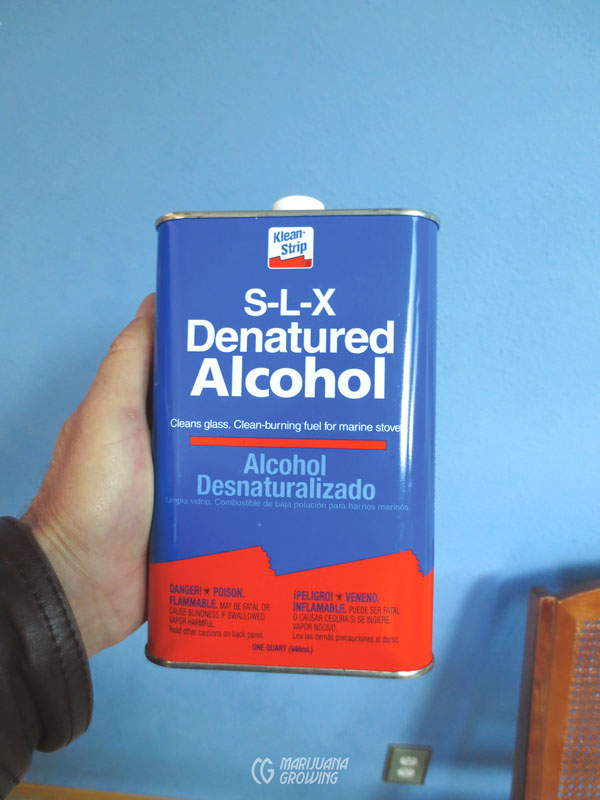 Klean-
Strip
S-L-X
Denatured
Alcohol
Cleans glass. Clean-burning fuel for marine stove
Alcohol
Desnaturalizado
Limpia vidrio. Combustible de baja polución para hornos marinos.
DANGER! ★ POISON.
FLAMMABLE. MAY BE FATAL OR
CAUSE BLINDNESS IF SWALLOWED.
VAPOR HARMFUL.
Read other cautions on back panel.
¡PELIGRO! ★ VENENO.
INFLAMABLE. PUEDE SER FATAL
O CAUSAR CEGURA SI SE INGIERE.
VAPOR NOCIVO.
Lea las demás precauciones al dorso.
ONE QUART (946mL)
CG MARIJUANA
GROWING